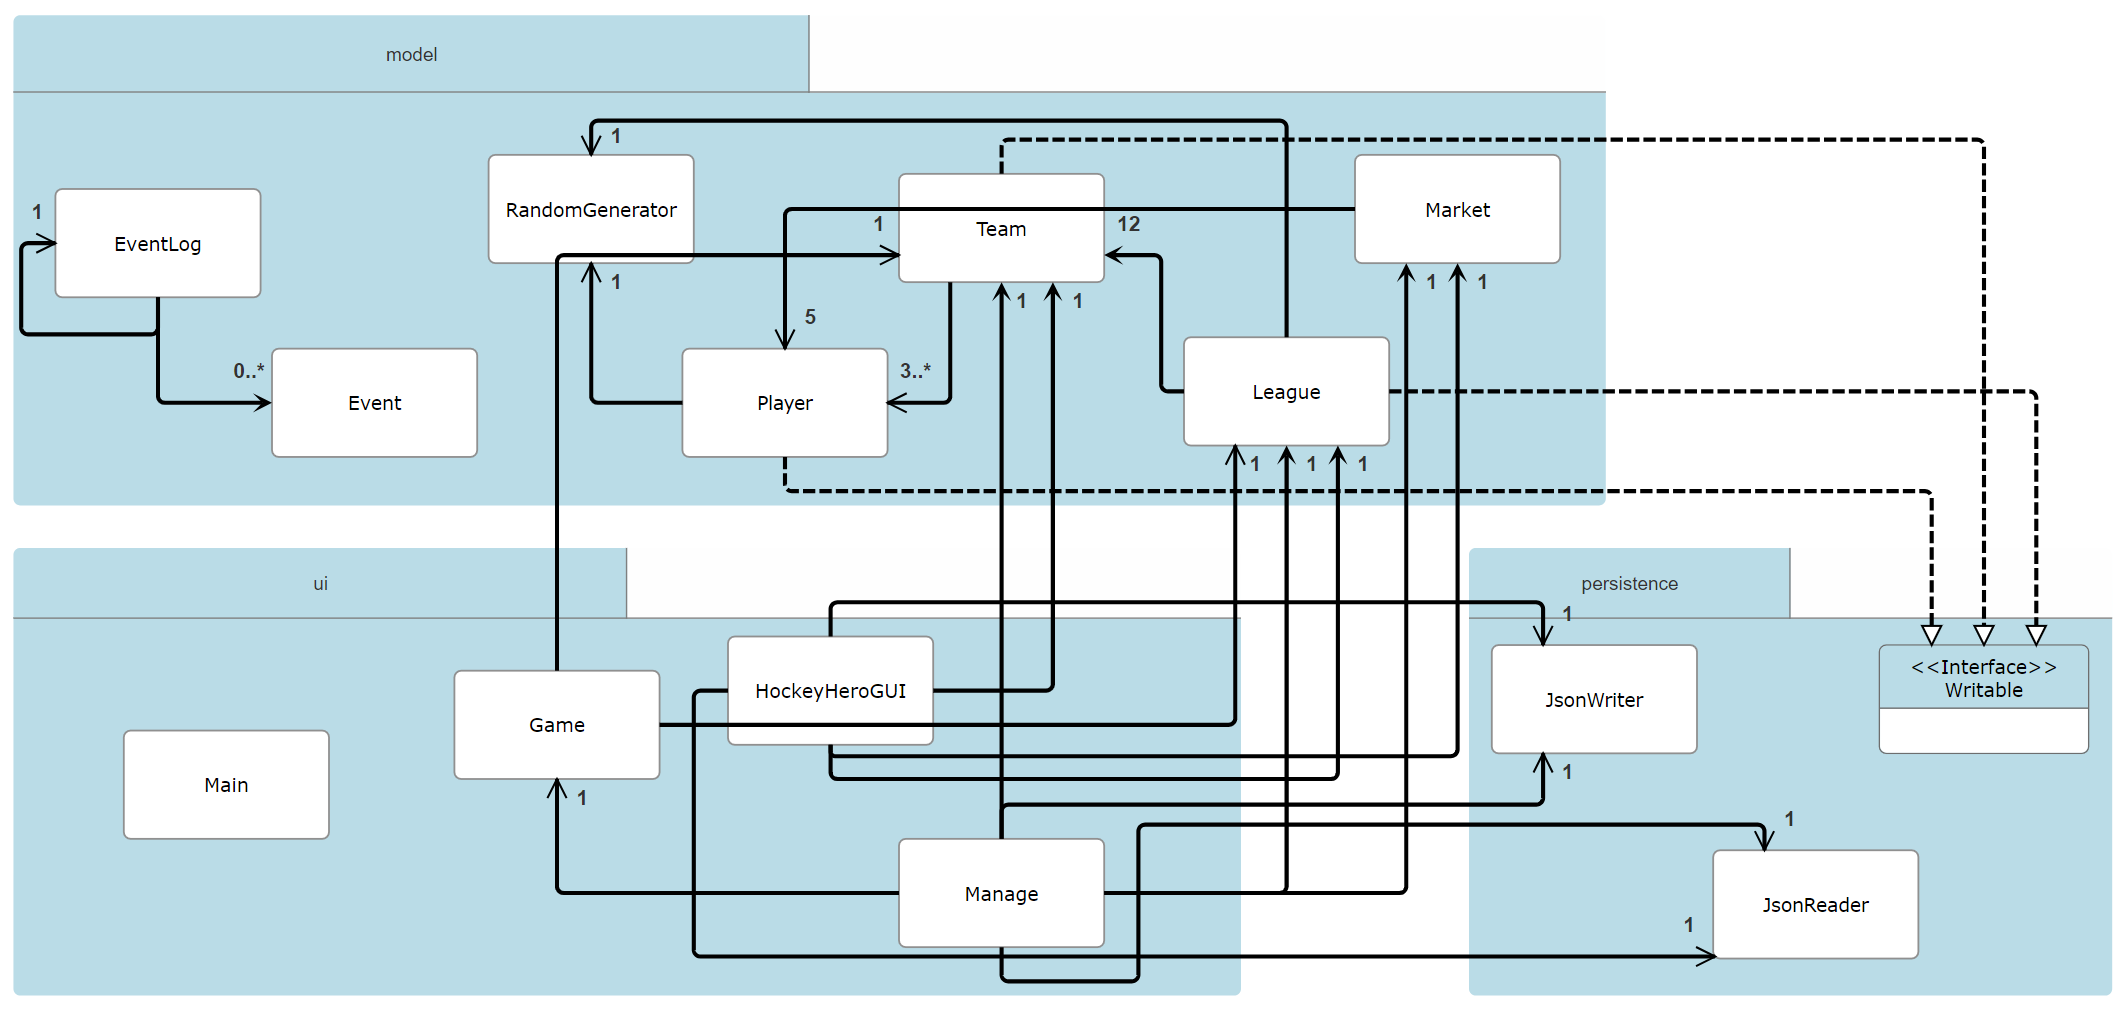 model
1
RandomGenerator
Market
1
EventLog
1
Team
12
1
1
1
1
1
5
0..*
3..*
Event
Player
League
1
1
1
ui
persistence
1
<<Interface>>
Writable
HockeyHeroGUI
JsonWriter
Game
Main
1
1
1
Manage
JsonReader
1